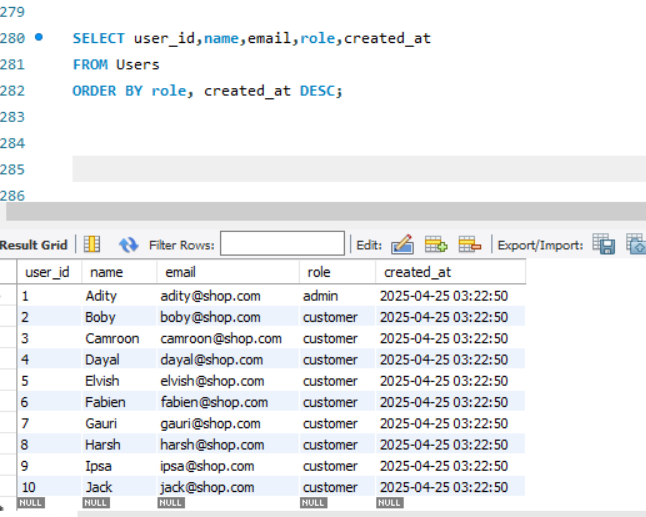 279
280 SELECT user_id,name,email,role,created_at
281 FROM Users
282 ORDER BY role, created_at DESC;
283
284
285
286
Result Grid Filter Rows: Edit: Export/Import:
user_id name email role created_at
1 Adity adity@shop.com admin 2025-04-25 03:22:50
2 Boby boby@shop.com customer 2025-04-25 03:22:50
3 Camroon camroon@shop.com customer 2025-04-25 03:22:50
4 Dayal dayal@shop.com customer 2025-04-25 03:22:50
5 Elvish elvish@shop.com customer 2025-04-25 03:22:50
6 Fabien fabien@shop.com customer 2025-04-25 03:22:50
7 Gauri gauri@shop.com customer 2025-04-25 03:22:50
8 Harsh harsh@shop.com customer 2025-04-25 03:22:50
9 Ipsa ipsa@shop.com customer 2025-04-25 03:22:50
10 Jack jack@shop.com customer 2025-04-25 03:22:50
NULL NULL NULL NULL NULL